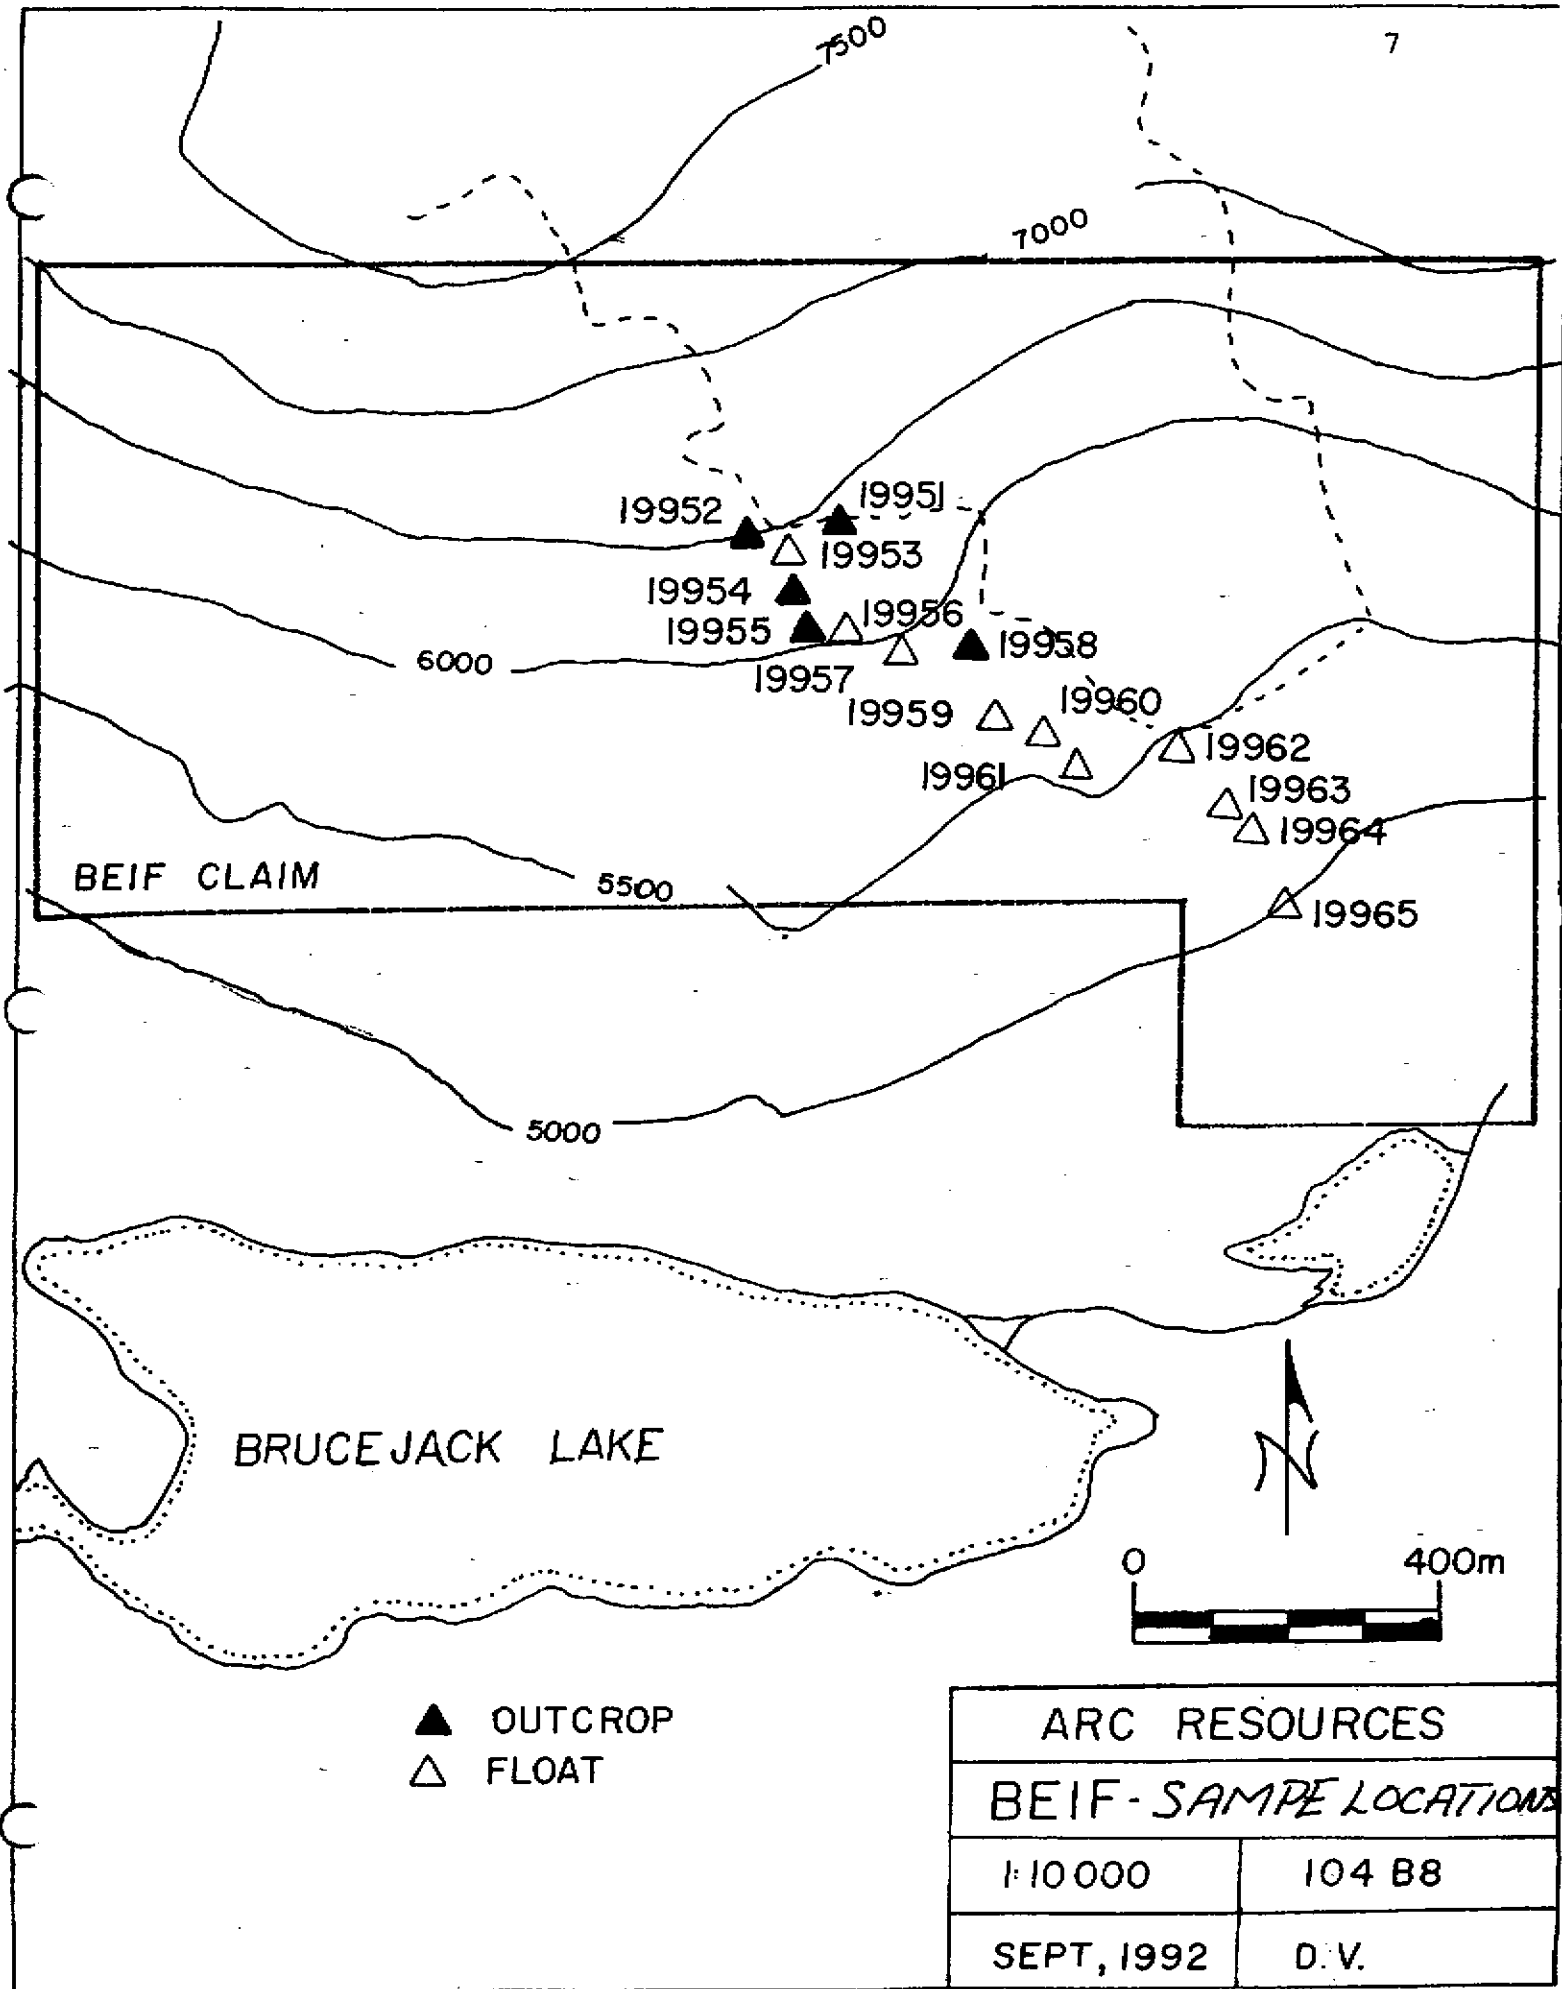 7500
7
7000
19952
19951
19953
19954
19956
19955
19958
6000
19957
19960
19959
19962
19961
19963
19964
BEIF CLAIM
5500
19965
5000
BRUCEJACK LAKE
N
0 400m
▲ OUTCROP
△ FLOAT
ARC RESOURCES
BEIF - SAMPE LOCATIONS
1:10 000
104 B8
SEPT, 1992
D.V.